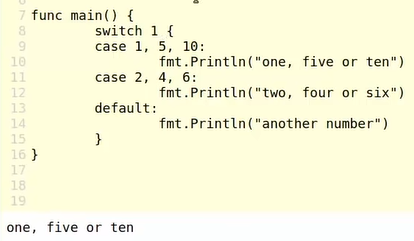 7 func main() {
8         switch 1 {
9         case 1, 5, 10:
10                 fmt.Println("one, five or ten")
11         case 2, 4, 6:
12                 fmt.Println("two, four or six")
13         default:
14                 fmt.Println("another number")
15         }
16 }
17
18
19
one, five or ten